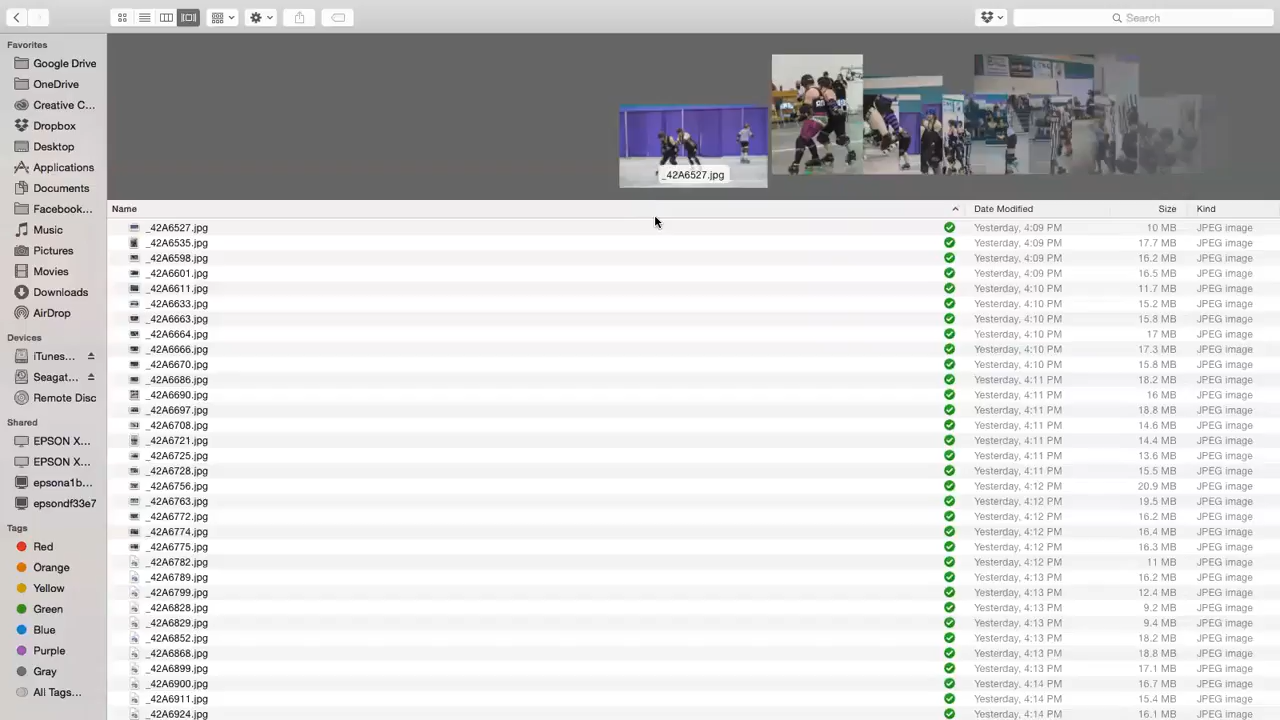 Search
Favorites
Google Drive
OneDrive
Creative C...
Dropbox
Desktop
Applications
Documents
Facebook...
Music
Pictures
Movies
Downloads
AirDrop
Devices
iTunes...
Seagat...
Remote Disc
Shared
EPSON X...
EPSON X...
epsona1b...
epsondf33e7
Tags
Red
Orange
Yellow
Green
Blue
Purple
Gray
All Tags...
_42A6527.jpg
Name Date Modified Size Kind
_42A6527.jpg Yesterday, 4:09 PM 10 MB JPEG image
_42A6535.jpg Yesterday, 4:09 PM 17.7 MB JPEG image
_42A6598.jpg Yesterday, 4:09 PM 16.2 MB JPEG image
_42A6601.jpg Yesterday, 4:09 PM 16.5 MB JPEG image
_42A6611.jpg Yesterday, 4:10 PM 11.7 MB JPEG image
_42A6633.jpg Yesterday, 4:10 PM 15.2 MB JPEG image
_42A6663.jpg Yesterday, 4:10 PM 15.8 MB JPEG image
_42A6664.jpg Yesterday, 4:10 PM 17 MB JPEG image
_42A6666.jpg Yesterday, 4:10 PM 17.3 MB JPEG image
_42A6670.jpg Yesterday, 4:10 PM 15.8 MB JPEG image
_42A6686.jpg Yesterday, 4:11 PM 18.2 MB JPEG image
_42A6690.jpg Yesterday, 4:11 PM 16 MB JPEG image
_42A6697.jpg Yesterday, 4:11 PM 18.8 MB JPEG image
_42A6708.jpg Yesterday, 4:11 PM 14.6 MB JPEG image
_42A6721.jpg Yesterday, 4:11 PM 14.4 MB JPEG image
_42A6725.jpg Yesterday, 4:11 PM 13.6 MB JPEG image
_42A6728.jpg Yesterday, 4:11 PM 15.5 MB JPEG image
_42A6756.jpg Yesterday, 4:12 PM 20.9 MB JPEG image
_42A6763.jpg Yesterday, 4:12 PM 19.5 MB JPEG image
_42A6772.jpg Yesterday, 4:12 PM 16.2 MB JPEG image
_42A6774.jpg Yesterday, 4:12 PM 16.4 MB JPEG image
_42A6775.jpg Yesterday, 4:12 PM 16.3 MB JPEG image
_42A6782.jpg Yesterday, 4:12 PM 11 MB JPEG image
_42A6789.jpg Yesterday, 4:13 PM 16.2 MB JPEG image
_42A6799.jpg Yesterday, 4:13 PM 12.4 MB JPEG image
_42A6828.jpg Yesterday, 4:13 PM 9.2 MB JPEG image
_42A6829.jpg Yesterday, 4:13 PM 9.4 MB JPEG image
_42A6852.jpg Yesterday, 4:13 PM 18.2 MB JPEG image
_42A6868.jpg Yesterday, 4:13 PM 18.8 MB JPEG image
_42A6899.jpg Yesterday, 4:13 PM 17.1 MB JPEG image
_42A6900.jpg Yesterday, 4:14 PM 16.7 MB JPEG image
_42A6911.jpg Yesterday, 4:14 PM 15.4 MB JPEG image
_42A6924.jpg Yesterday, 4:14 PM 16.1 MB JPEG image